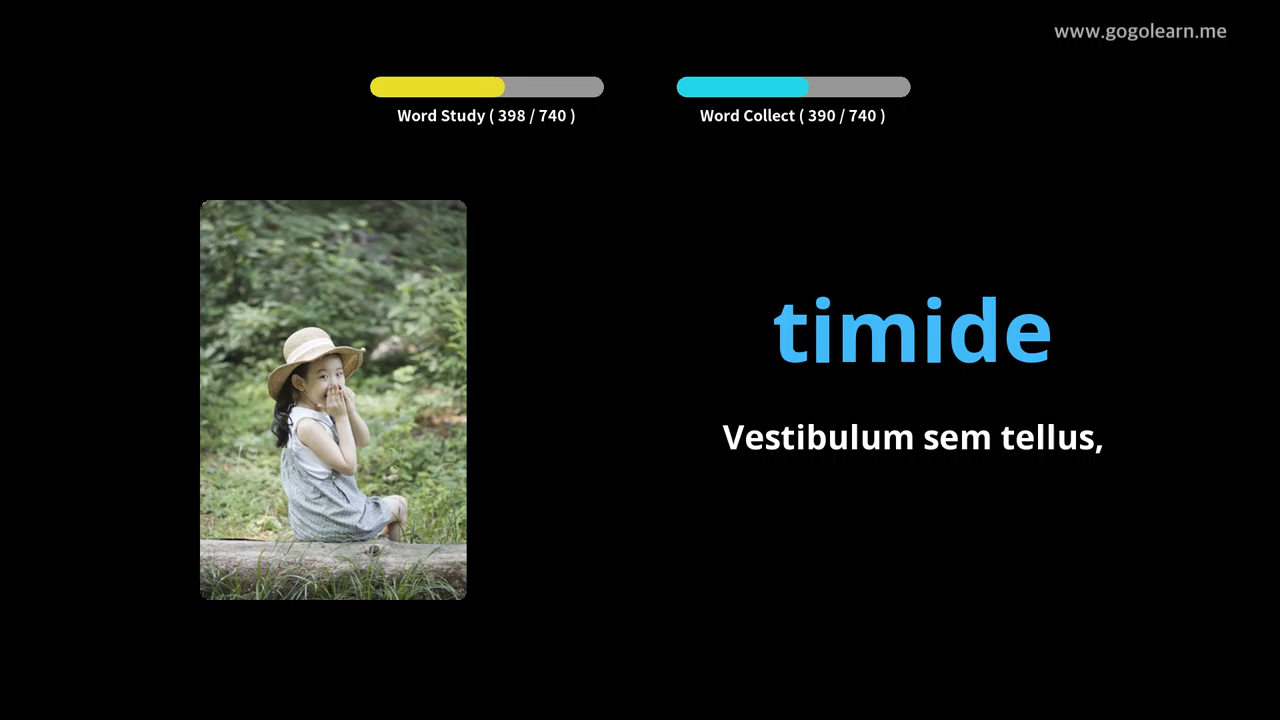 www.gogolearn.me
Word Study ( 398 / 740 )
Word Collect ( 390 / 740 )
timide
Vestibulum sem tellus,